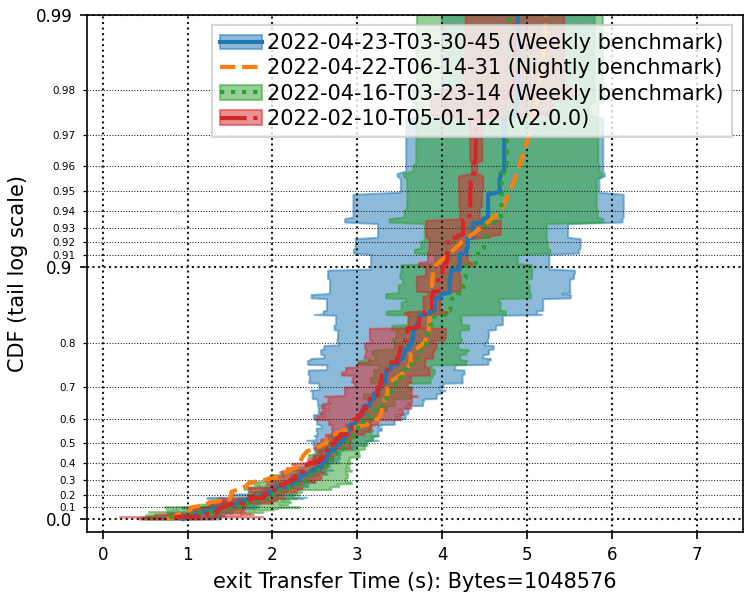 0.99
2022-04-23-T03-30-45 (Weekly benchmark)
2022-04-22-T06-14-31 (Nightly benchmark)
2022-04-16-T03-23-14 (Weekly benchmark)
2022-02-10-T05-01-12 (v2.0.0)
0.98
0.97
0.96
0.95
0.94
0.93
0.92
0.91
0.9
0.8
0.7
0.6
0.5
0.4
0.3
0.2
0.1
0.0
CDF (tail log scale)
0 1 2 3 4 5 6 7
exit Transfer Time (s): Bytes=1048576